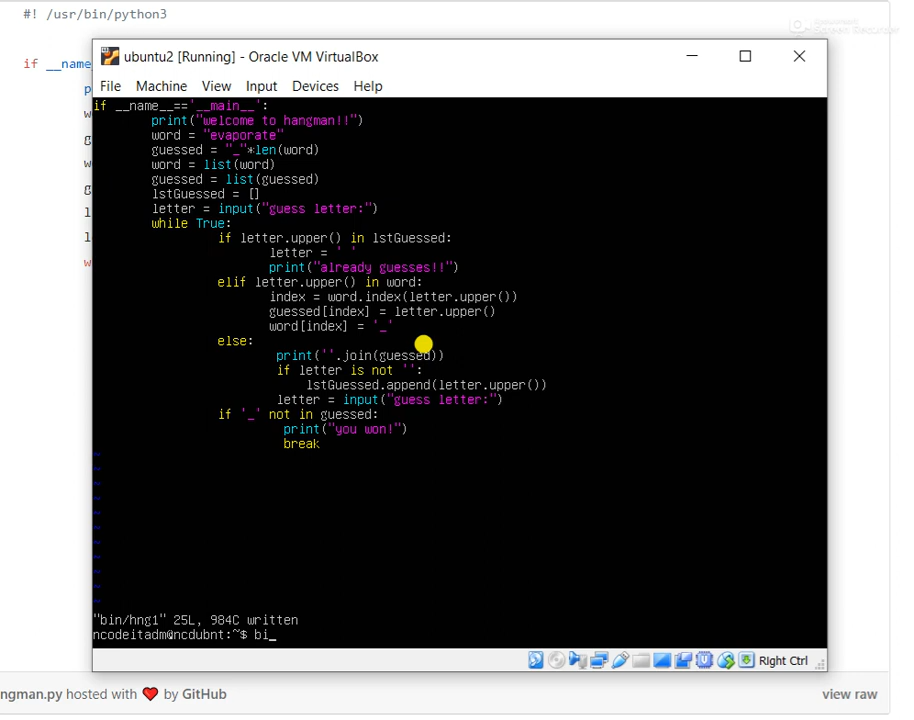 #! /usr/bin/python3
if __name
ubuntu2 [Running] - Oracle VM VirtualBox
File Machine View Input Devices Help
if __name__=='__main__':
print("welcome to hangman!!")
word = "evaporate"
guessed = "_"*len(word)
word = list(word)
guessed = list(guessed)
lstGuessed = []
letter = input("guess letter:")
while True:
if letter.upper() in lstGuessed:
letter = ' '
print("already guesses!!")
elif letter.upper() in word:
index = word.index(letter.upper())
guessed[index] = letter.upper()
word[index] = '_'
else:
print(''.join(guessed))
if letter is not '':
lstGuessed.append(letter.upper())
letter = input("guess letter:")
if '_' not in guessed:
print("you won!")
break
~
~
~
~
~
~
~
~
~
~
~
"bin/hng1" 25L, 984C written
ncodeitadm@ncdubnt:~$ bi_
Right Ctrl
ngman.py hosted with ❤ by GitHub
view raw